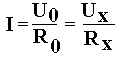 I = U₀/R₀ = Uₓ/Rₓ